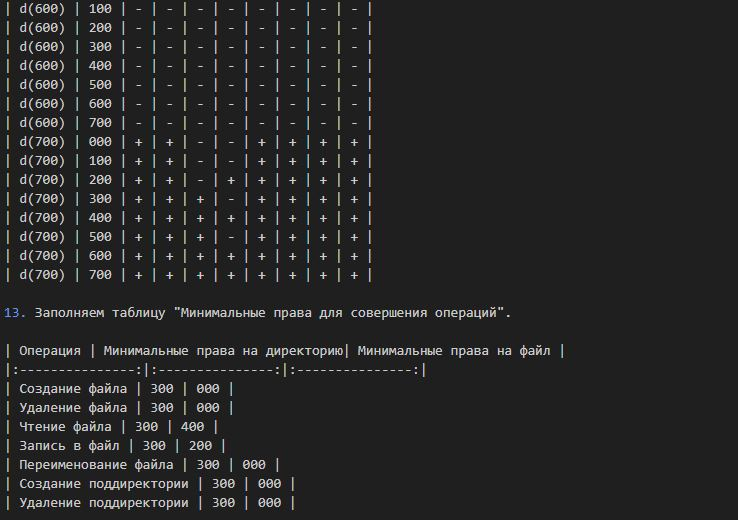 | d(600) | 100 | - | - | - | - | - | - | - | - |
| d(600) | 200 | - | - | - | - | - | - | - | - |
| d(600) | 300 | - | - | - | - | - | - | - | - |
| d(600) | 400 | - | - | - | - | - | - | - | - |
| d(600) | 500 | - | - | - | - | - | - | - | - |
| d(600) | 600 | - | - | - | - | - | - | - | - |
| d(600) | 700 | - | - | - | - | - | - | - | - |
| d(700) | 000 | + | + | - | - | + | + | + | + |
| d(700) | 100 | + | + | - | - | + | + | + | + |
| d(700) | 200 | + | + | - | + | + | + | + | + |
| d(700) | 300 | + | + | + | - | + | + | + | + |
| d(700) | 400 | + | + | + | + | + | + | + | + |
| d(700) | 500 | + | + | + | - | + | + | + | + |
| d(700) | 600 | + | + | + | + | + | + | + | + |
| d(700) | 700 | + | + | + | + | + | + | + | + |
13. Заполняем таблицу "Минимальные права для совершения операций".
| Операция | Минимальные права на директорию| Минимальные права на файл |
|:---------------:|:---------------:|:---------------:|
| Создание файла | 300 | 000 |
| Удаление файла | 300 | 000 |
| Чтение файла | 300 | 400 |
| Запись в файл | 300 | 200 |
| Переименование файла | 300 | 000 |
| Создание поддиректории | 300 | 000 |
| Удаление поддиректории | 300 | 000 |